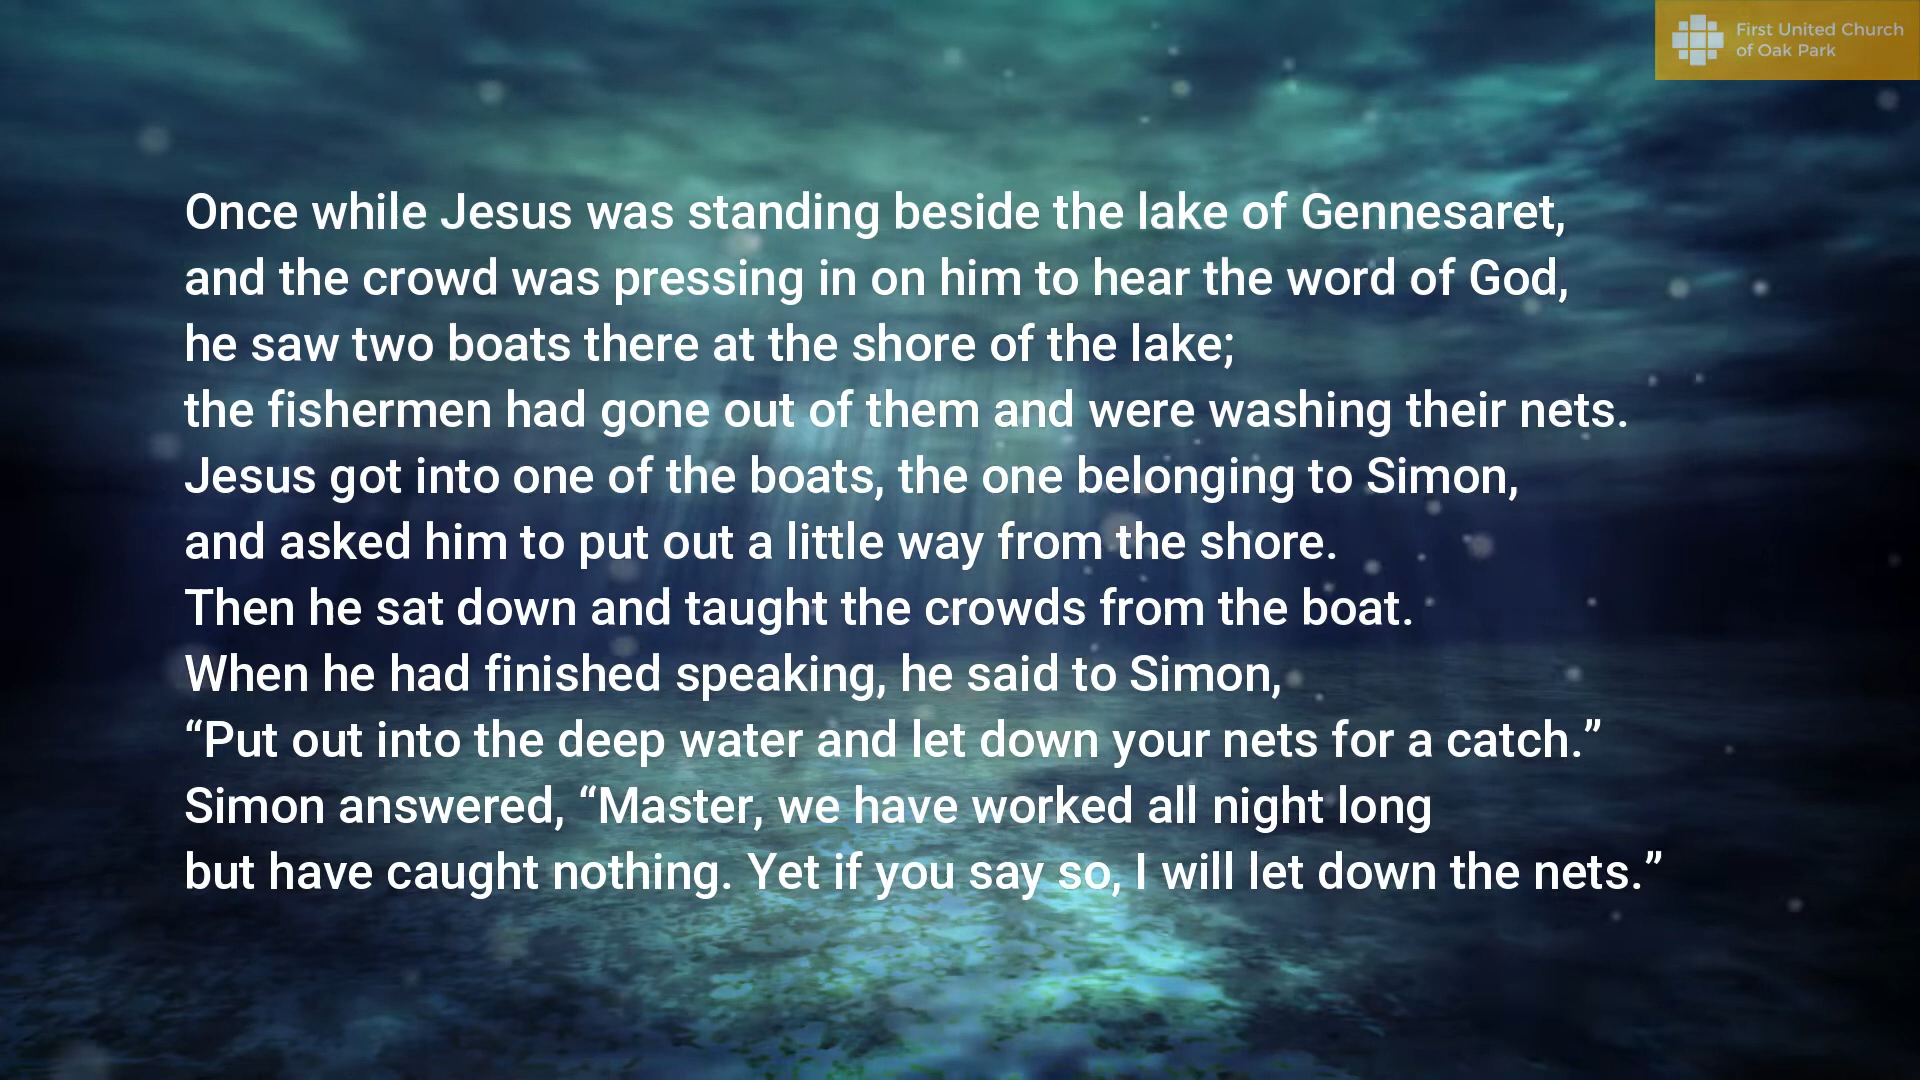 First United Church
of Oak Park
Once while Jesus was standing beside the lake of Gennesaret,
and the crowd was pressing in on him to hear the word of God,
he saw two boats there at the shore of the lake;
the fishermen had gone out of them and were washing their nets.
Jesus got into one of the boats, the one belonging to Simon,
and asked him to put out a little way from the shore.
Then he sat down and taught the crowds from the boat.
When he had finished speaking, he said to Simon,
“Put out into the deep water and let down your nets for a catch.”
Simon answered, “Master, we have worked all night long
but have caught nothing. Yet if you say so, I will let down the nets.”